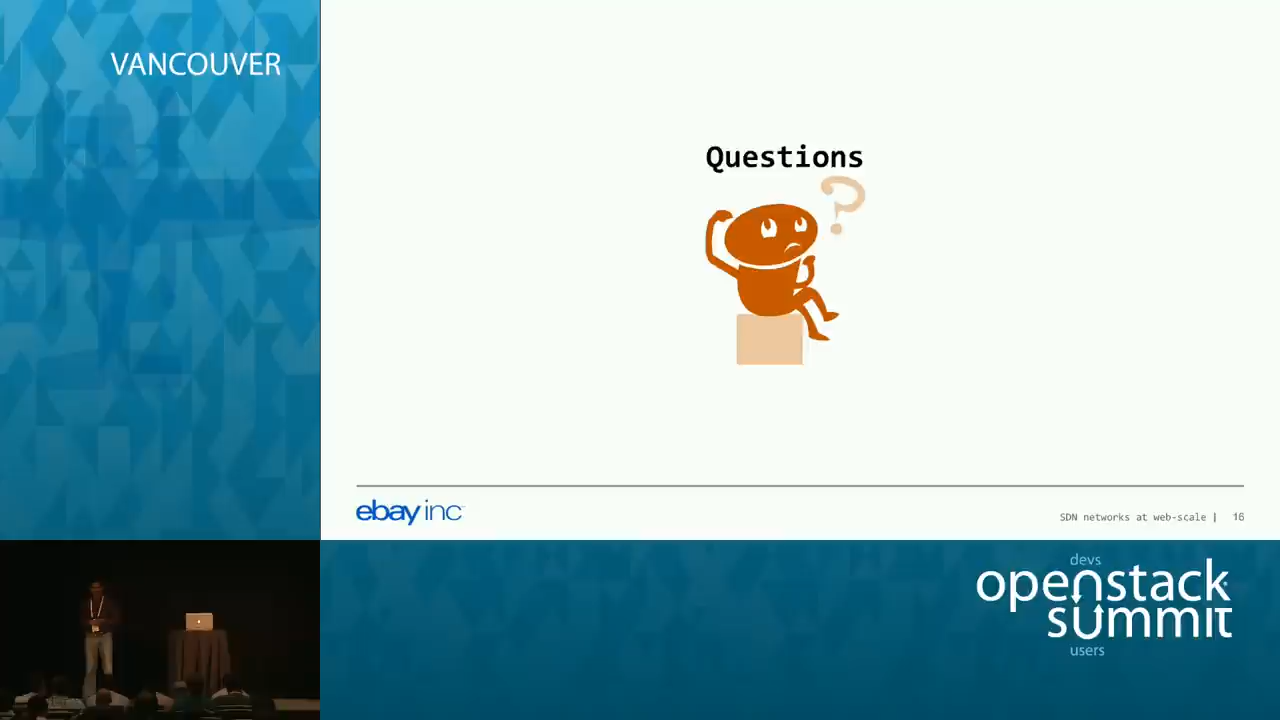 VANCOUVER
Questions
?
ebay inc
SDN networks at web-scale | 16
devs
openstack
summit
users